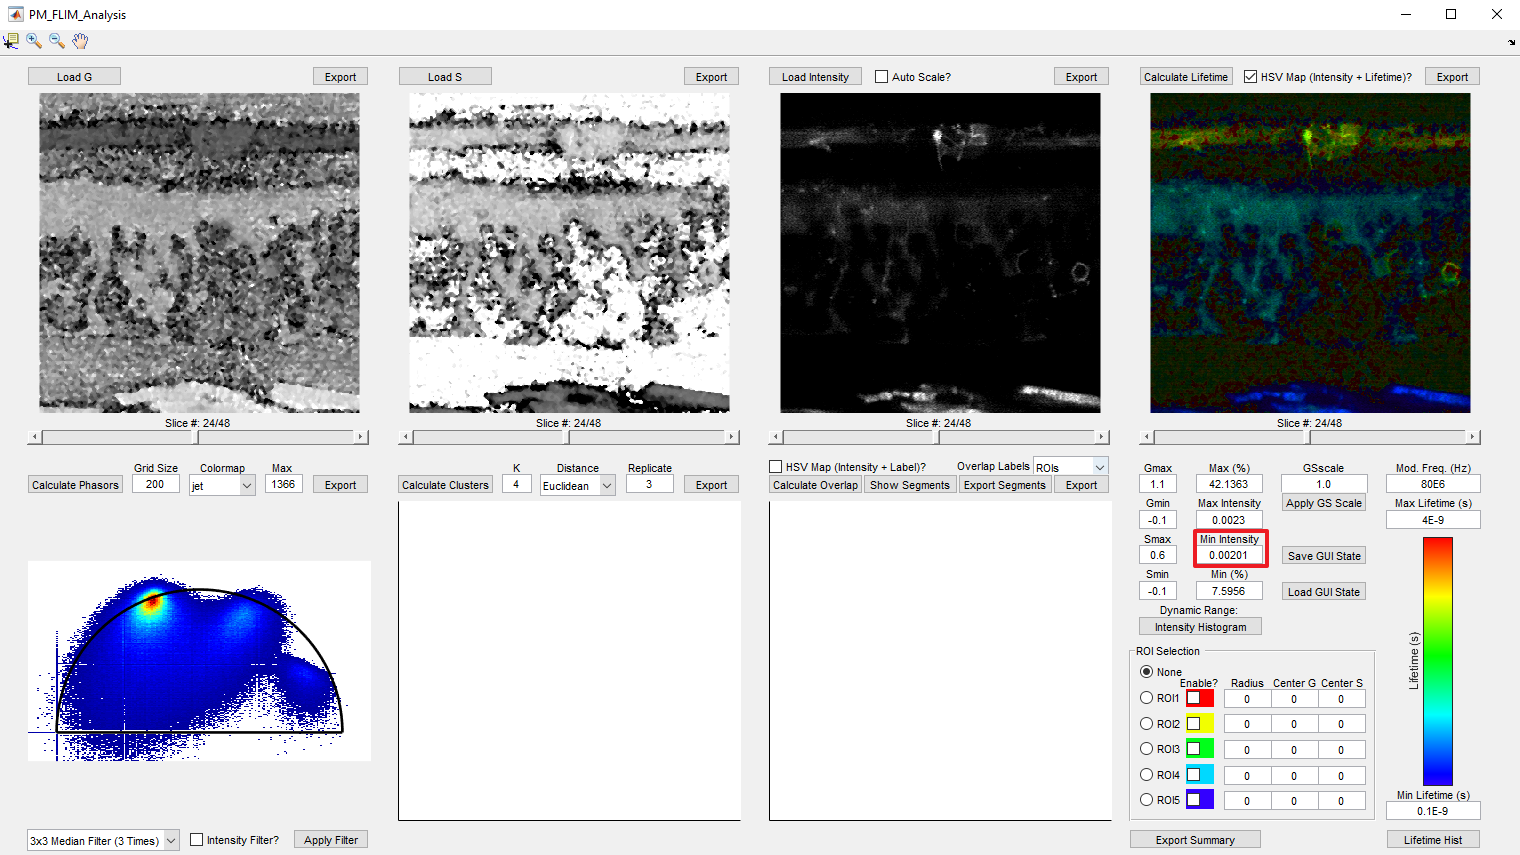 PM_FLIM_Analysis
Load G
Export
Load S
Export
Load Intensity
Auto Scale?
Export
Calculate Lifetime
HSV Map (Intensity + Lifetime)?
Export
Slice #: 24/48
Slice #: 24/48
Slice #: 24/48
Slice #: 24/48
Calculate Phasors
Grid Size
200
Colormap
jet
Max
1366
Export
Calculate Clusters
K
4
Distance
Euclidean
Replicate
3
Export
HSV Map (Intensity + Label)?
Overlap Labels
ROIs
Calculate Overlap
Show Segments
Export Segments
Export
Gmax
1.1
Max (%)
42.1363
GSscale
1.0
Mod. Freq. (Hz)
80E6
Gmin
-0.1
Max Intensity
0.0023
Apply GS Scale
Max Lifetime (s)
4E-9
Smax
0.6
Min Intensity
0.00201
Save GUI State
Smin
-0.1
Min (%)
7.5956
Load GUI State
Dynamic Range:
Intensity Histogram
Lifetime (s)
ROI Selection
None
Enable?
Radius
Center G
Center S
ROI1
0
0
0
ROI2
0
0
0
ROI3
0
0
0
ROI4
0
0
0
ROI5
0
0
0
Min Lifetime (s)
0.1E-9
3x3 Median Filter (3 Times)
Intensity Filter?
Apply Filter
Export Summary
Lifetime Hist